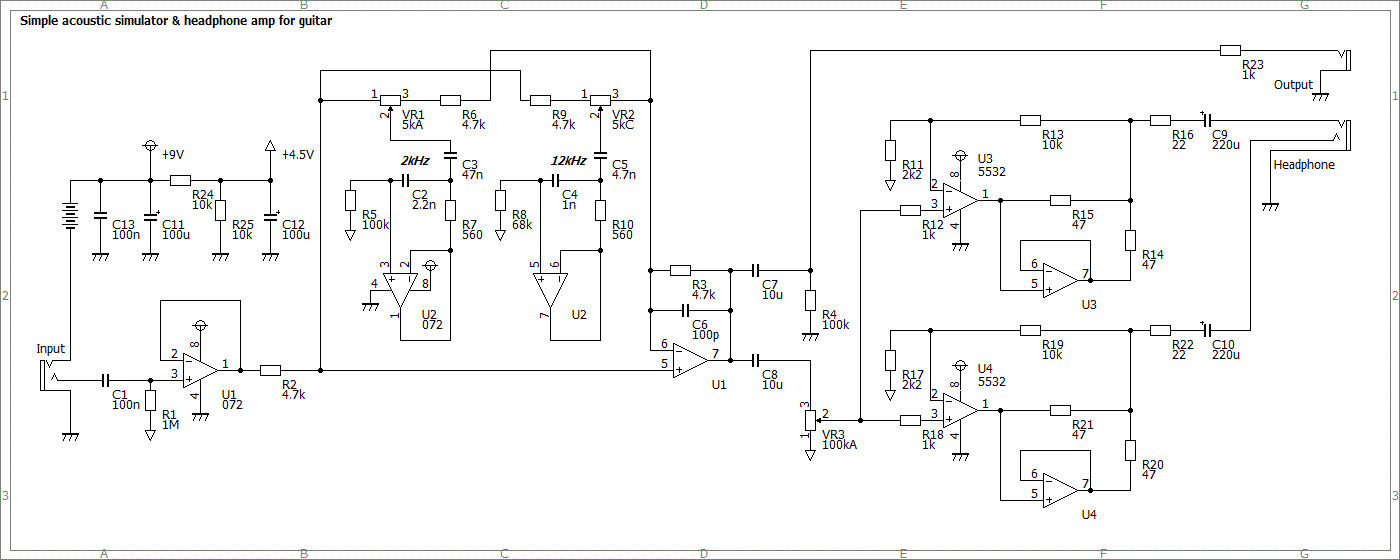 A B C D E F G
Simple acoustic simulator & headphone amp for guitar
R23
1k
Output
1 1
1 3
VR1
5kA
2
R6
4.7k
R9
4.7k
1 3
VR2
5kC
2
2kHz
C3
47n
12kHz
C5
4.7n
+9V
+4.5V
R24
10k
C13
100n
C11
100u
R25
10k
C12
100u
R5
100k
C2
2.2n
R7
560
R8
68k
C4
1n
R10
560
3 2
4 8
1
U2
072
5 6
7
U2
R11
2k2
R13
10k
R16
22
C9
220u
Headphone
U3
5532
8
2
3
1
4
R12
1k
R15
47
R14
47
6
5
7
U3
2 2
R3
4.7k
C6
100p
C7
10u
R4
100k
6
5
7
U1
C8
10u
3
2
1
VR3
100kA
Input
C1
100n
R1
1M
8
2
3
1
4
U1
072
R2
4.7k
R17
2k2
R19
10k
R22
22
C10
220u
U4
5532
8
2
3
1
4
R18
1k
R21
47
R20
47
6
5
7
U4
3 3
A B C D E F G